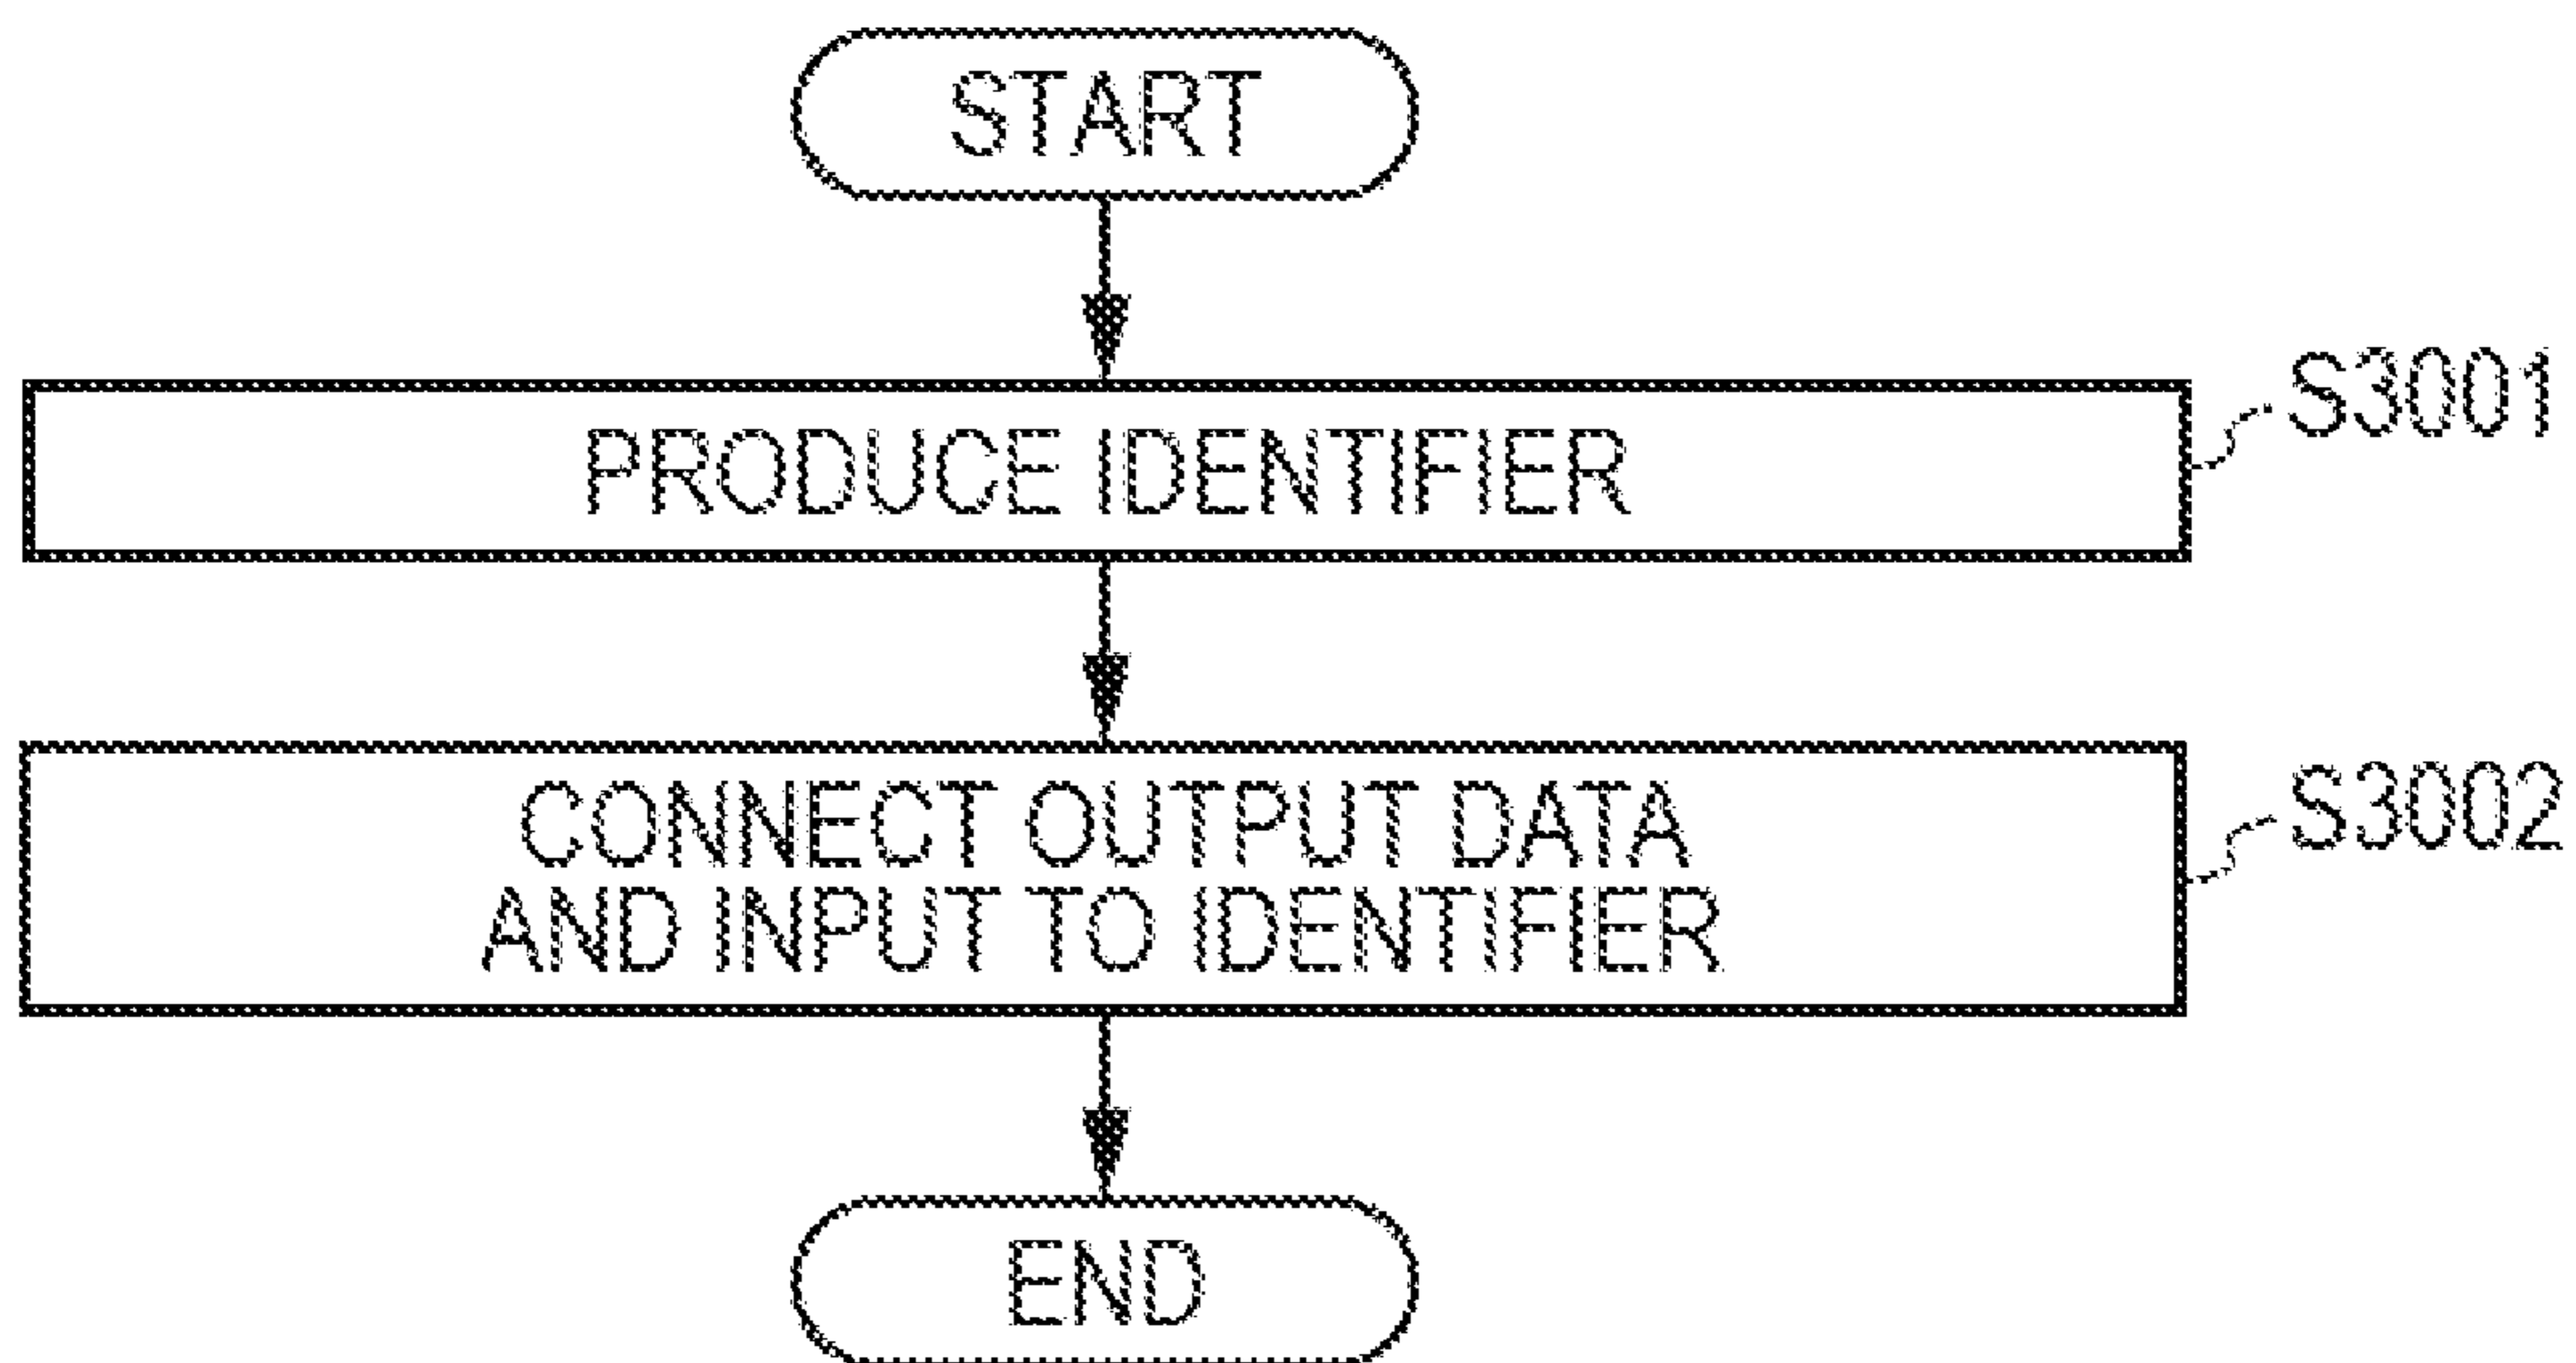 START
PRODUCE IDENTIFIER
S3001
CONNECT OUTPUT DATA
AND INPUT TO IDENTIFIER
S3002
END